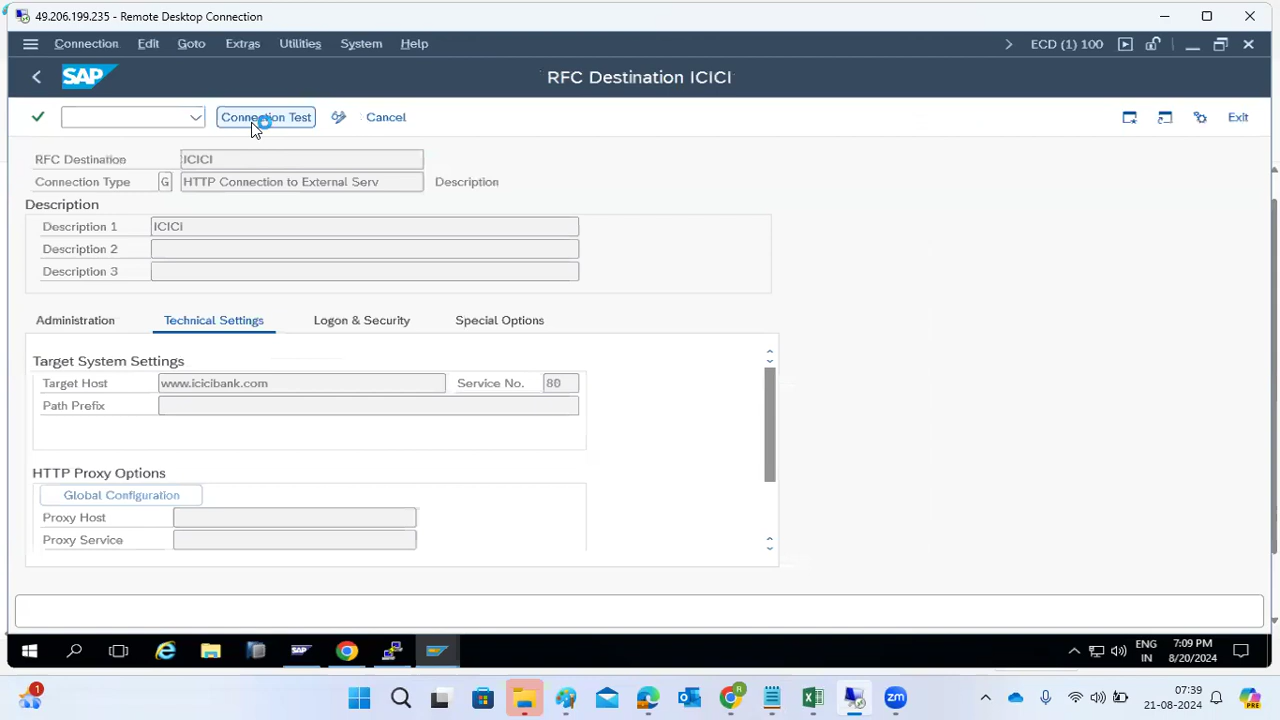 49.206.199.235 - Remote Desktop Connection
Connection Edit Goto Extras Utilities System Help ECD (1) 100
SAP RFC Destination ICICI
Connection Test Cancel Exit
RFC Destination ICICI
Connection Type G HTTP Connection to External Serv Description
Description
Description 1 ICICI
Description 2
Description 3
Administration Technical Settings Logon & Security Special Options
Target System Settings
Target Host www.icicibank.com Service No. 80
Path Prefix
HTTP Proxy Options
Global Configuration
Proxy Host
Proxy Service
SAP ENG 7:09 PM
IN 8/20/2024
1 R zm 07:39 PRE
21-08-2024